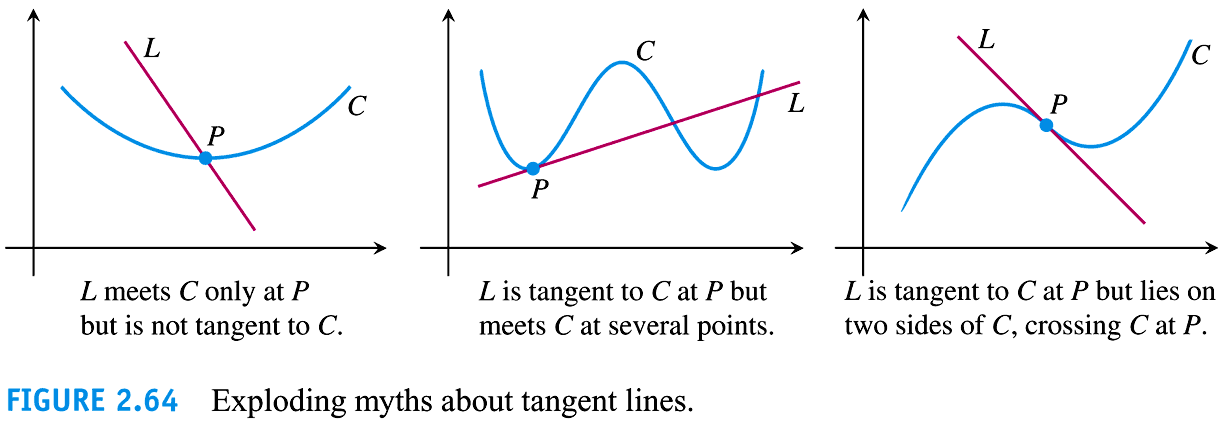 L
P
C
C
L
P
L
P
C
L meets C only at P
but is not tangent to C.
L is tangent to C at P but
meets C at several points.
L is tangent to C at P but lies on
two sides of C, crossing C at P.
FIGURE 2.64 Exploding myths about tangent lines.